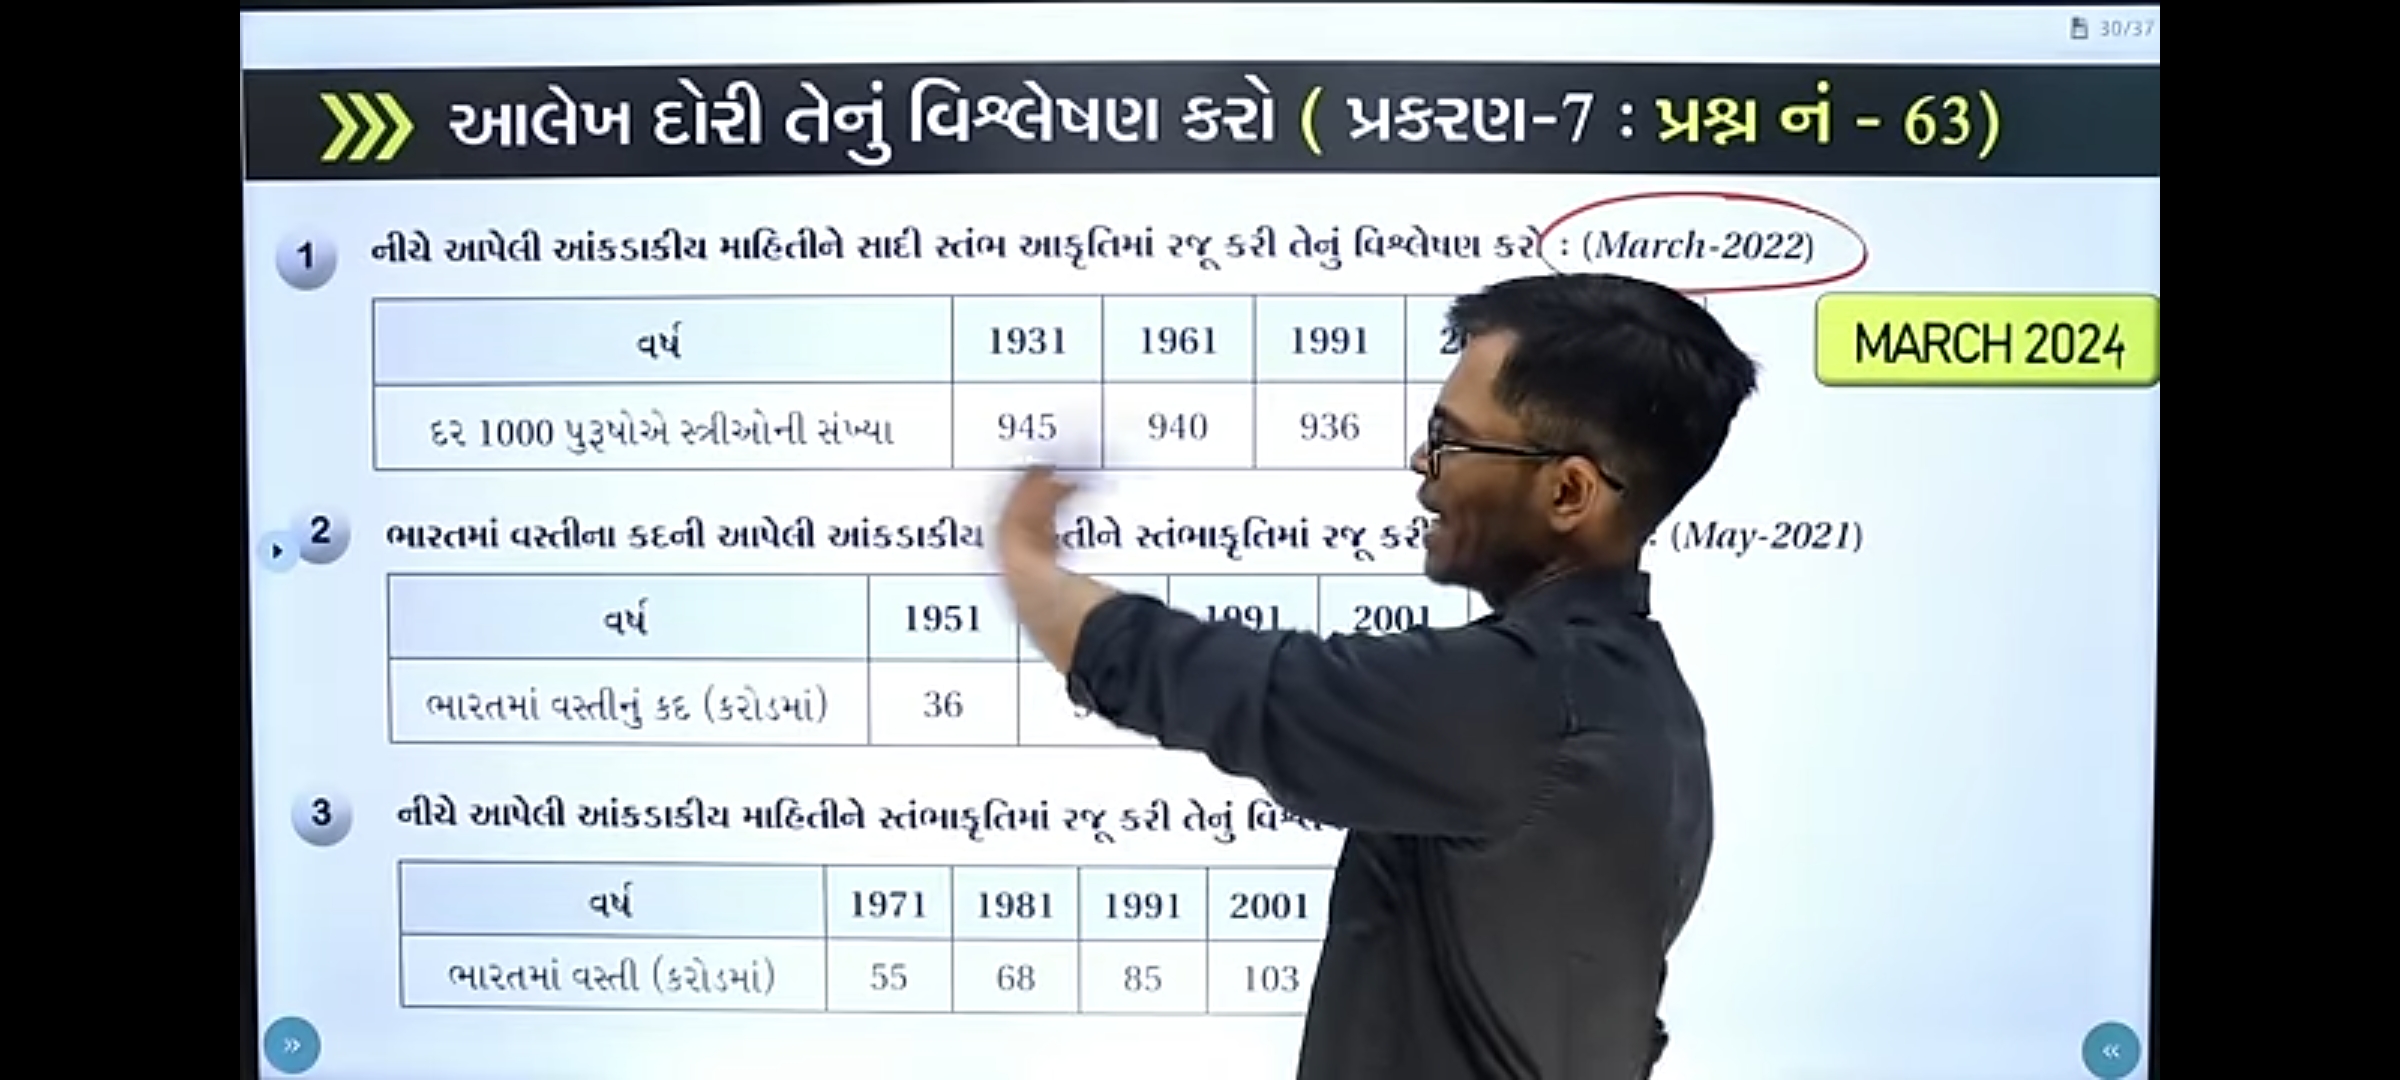 30/37
આલેખ દોરી તેનું વિશ્લેષણ કરો ( પ્રકરણ-7 : પ્રશ્ન નં - 63)
1 નીચે આપેલી આંકડાકીય માહિતીને સાદી સ્તંભ આકૃતિમાં રજૂ કરી તેનું વિશ્લેષણ કરો : (March-2022)
MARCH 2024
વર્ષ 1931 1961 1991
દર 1000 પુરૂષોએ સ્ત્રીઓની સંખ્યા 945 940 936
2 ભારતમાં વસ્તીના કદની આપેલી આંકડાકીય સ્તંભાકૃતિમાં રજૂ કરી : (May-2021)
વર્ષ 1951 1991 2001
ભારતમાં વસ્તીનું કદ (કરોડમાં) 36
3 નીચે આપેલી આંકડાકીય માહિતીને સ્તંભાકૃતિમાં રજૂ કરી તેનું
વર્ષ 1971 1981 1991 2001
ભારતમાં વસ્તી (કરોડમાં) 55 68 85 103